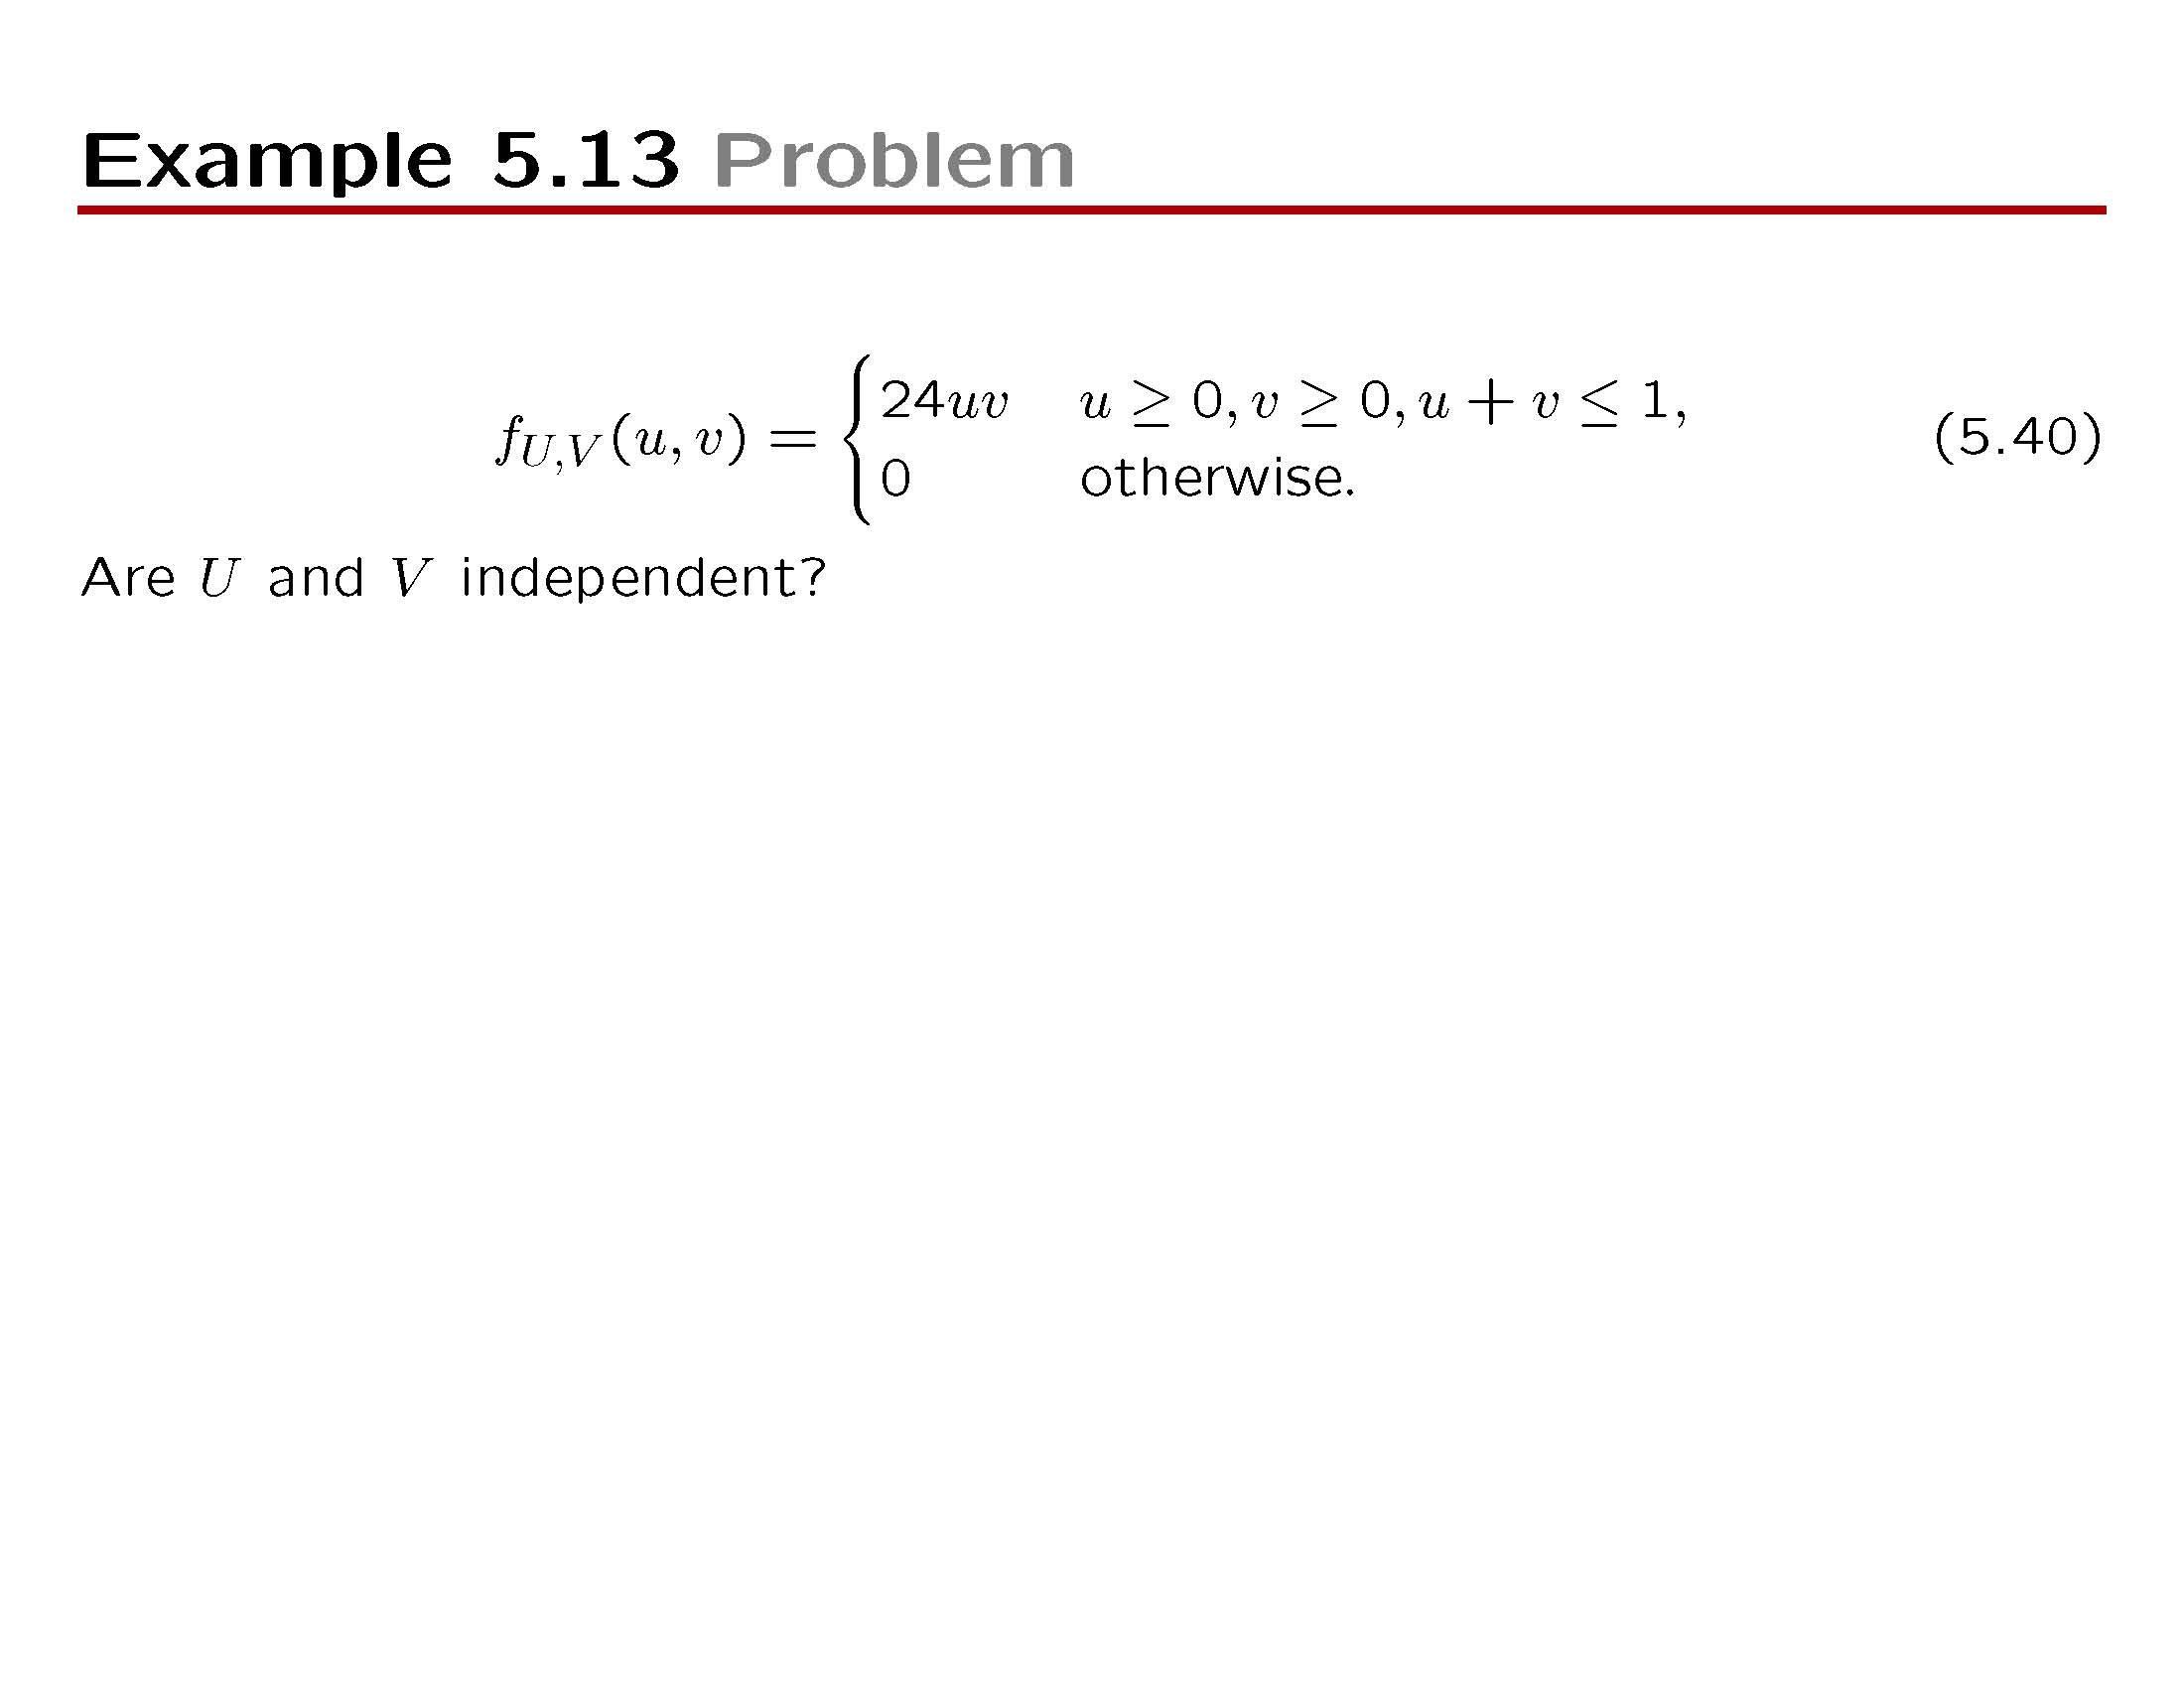 Example 5.13 Problem
f_{U,V}(u, v) = { 24uv   u ≥ 0, v ≥ 0, u + v ≤ 1,
0   otherwise.
(5.40)
Are U and V independent?